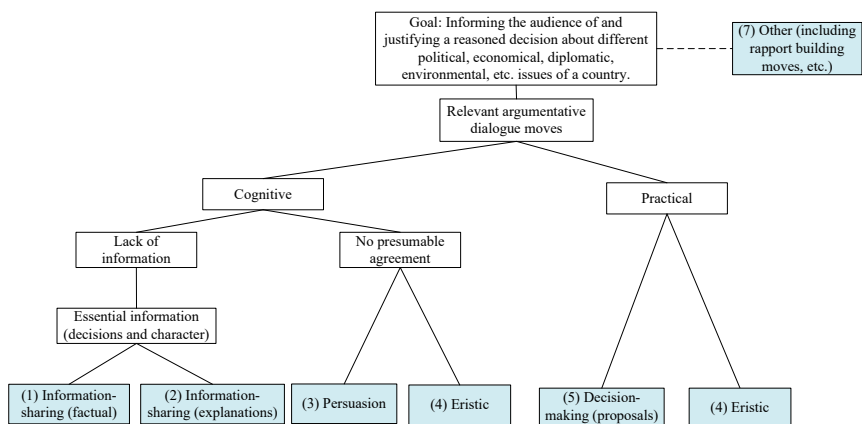 Goal: Informing the audience of and
justifying a reasoned decision about different
political, economical, diplomatic,
environmental, etc. issues of a country.
(7) Other (including
rapport building
moves, etc.)
Relevant argumentative
dialogue moves
Cognitive
Practical
Lack of
information
No presumable
agreement
Essential information
(decisions and character)
(1) Information-
sharing (factual)
(2) Information-
sharing (explanations)
(3) Persuasion
(4) Eristic
(5) Decision-
making (proposals)
(4) Eristic